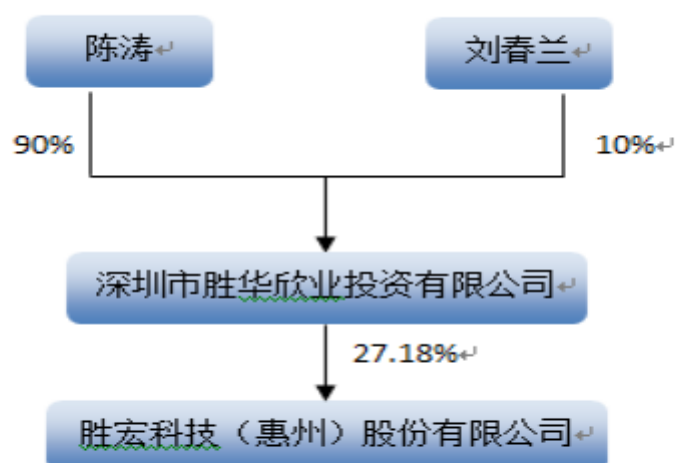 陈涛
刘春兰
90%
10%
深圳市胜华欣业投资有限公司
27.18%
胜宏科技（惠州）股份有限公司